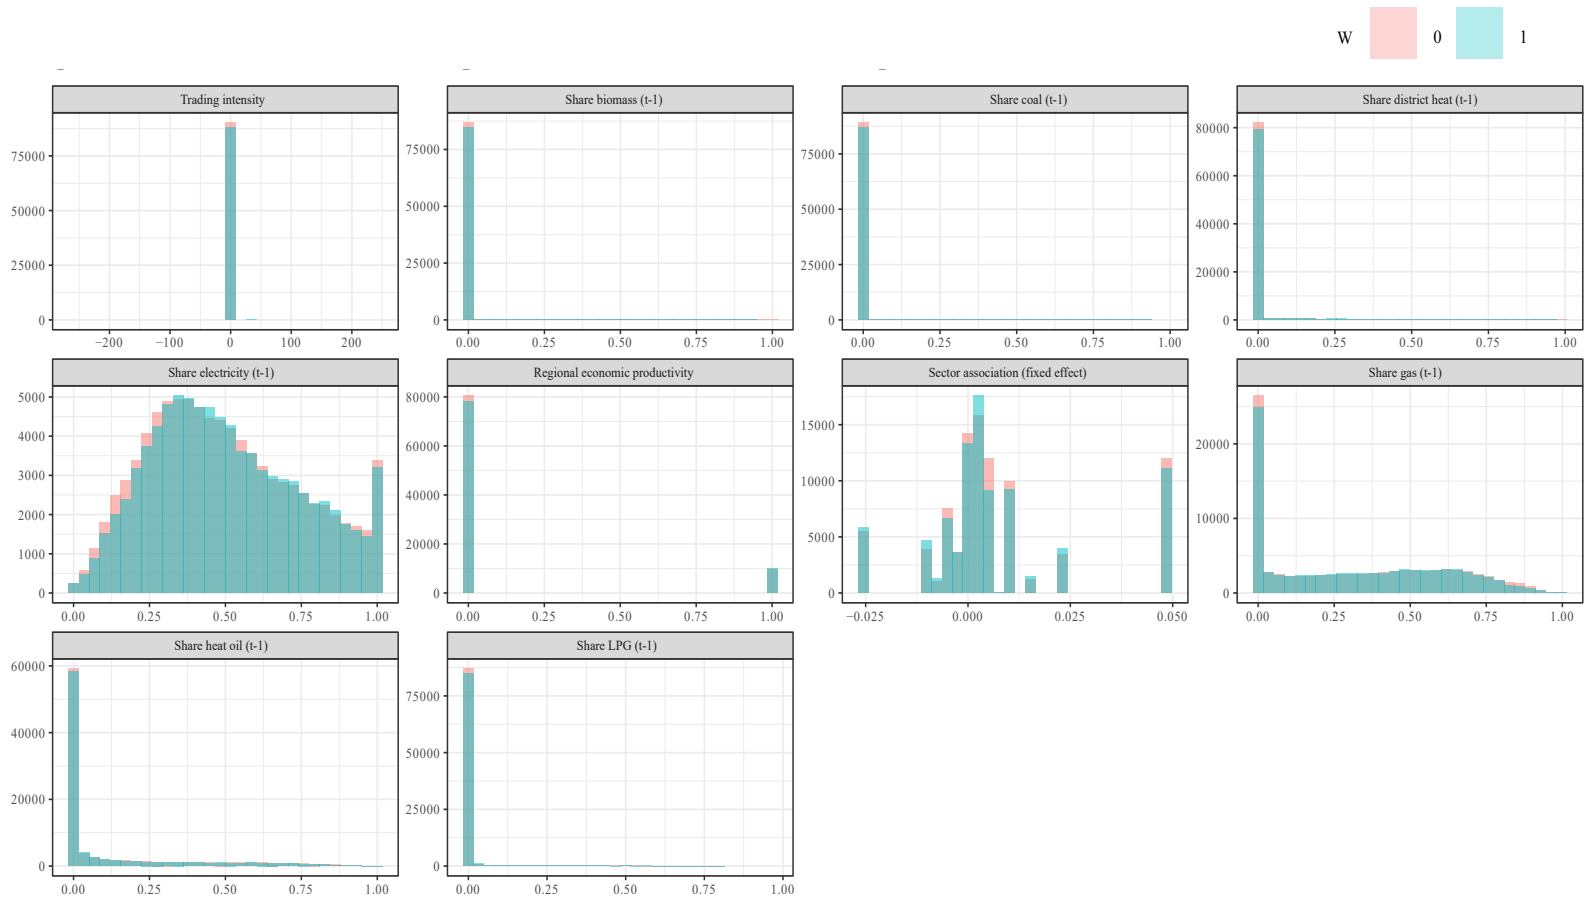 W 0 1
Trading intensity
75000
50000
25000
0
−200 −100 0 100 200
Share biomass (t-1)
75000
50000
25000
0
0.00 0.25 0.50 0.75 1.00
Share coal (t-1)
75000
50000
25000
0
0.00 0.25 0.50 0.75 1.00
Share district heat (t-1)
80000
60000
40000
20000
0
0.00 0.25 0.50 0.75 1.00
Share electricity (t-1)
5000
4000
3000
2000
1000
0
0.00 0.25 0.50 0.75 1.00
Regional economic productivity
80000
60000
40000
20000
0
0.00 0.25 0.50 0.75 1.00
Sector association (fixed effect)
15000
10000
5000
0
−0.025 0.000 0.025 0.050
Share gas (t-1)
20000
10000
0
0.00 0.25 0.50 0.75 1.00
Share heat oil (t-1)
60000
40000
20000
0
0.00 0.25 0.50 0.75 1.00
Share LPG (t-1)
75000
50000
25000
0
0.00 0.25 0.50 0.75 1.00